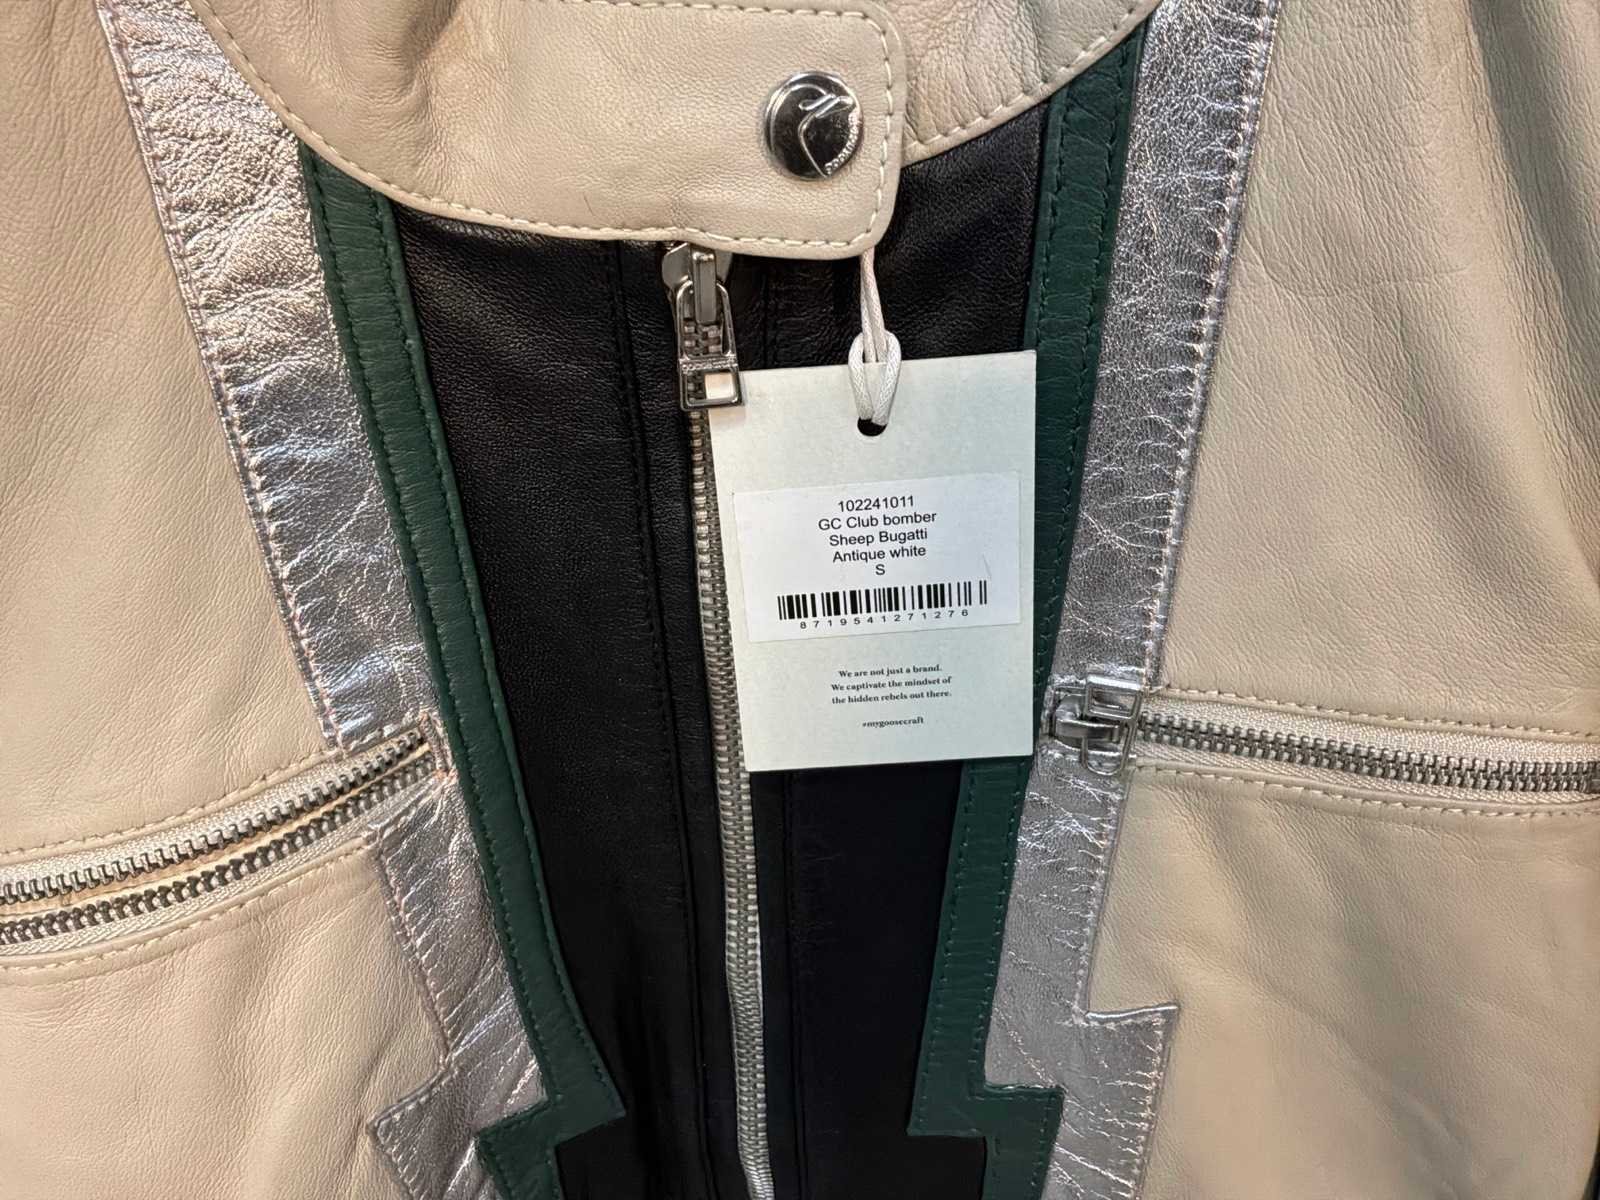 102241011
GC Club bomber
Sheep Bugatti
Antique white
S
8719541271276
We are not just a brand.
We captivate the mindset of
the hidden rebels out there.
#mygoosecraft